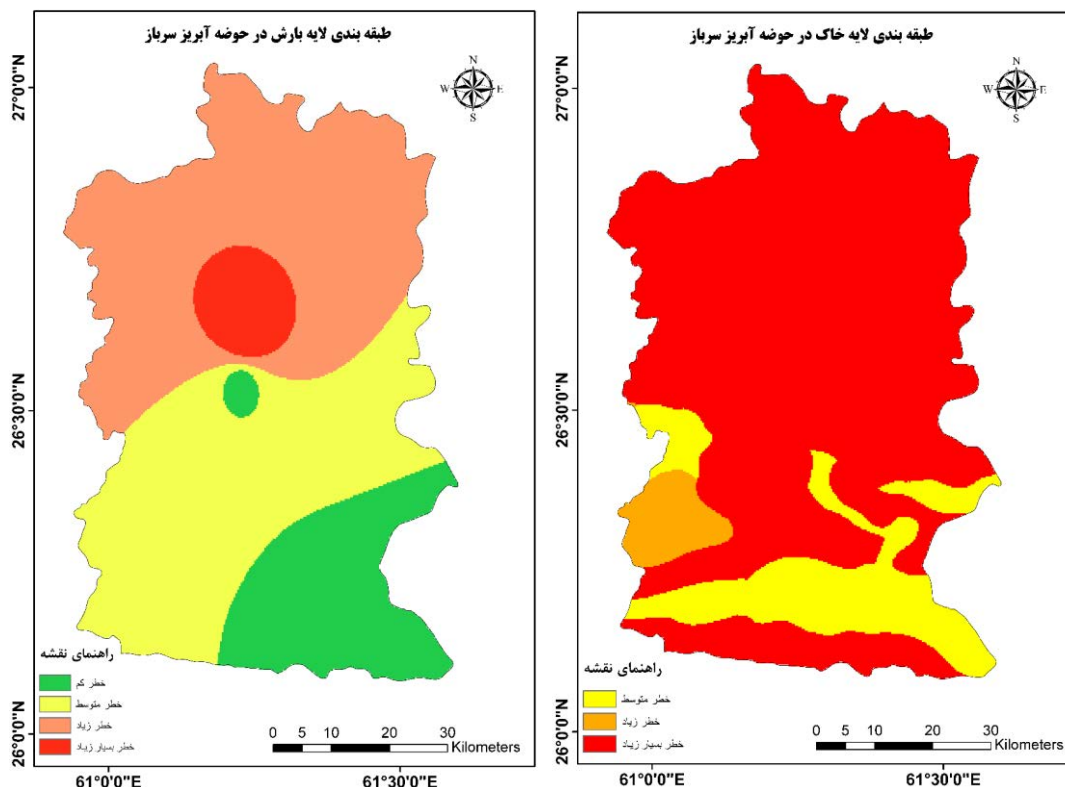 طبقه بندی لایه بارش در حوضه آبریز سرباز
N
W E
S
27°0'0"N
26°30'0"N
26°0'0"N
راهنمای نقشه
خطر کم
خطر متوسط
خطر زیاد
خطر بسیار زیاد
0 5 10 20 30
Kilometers
61°0'0"E 61°30'0"E
طبقه بندی لایه خاک در حوضه آبریز سرباز
N
W E
S
27°0'0"N
26°30'0"N
26°0'0"N
راهنمای نقشه
خطر متوسط
خطر زیاد
خطر بسیار زیاد
0 5 10 20 30
Kilometers
61°0'0"E 61°30'0"E